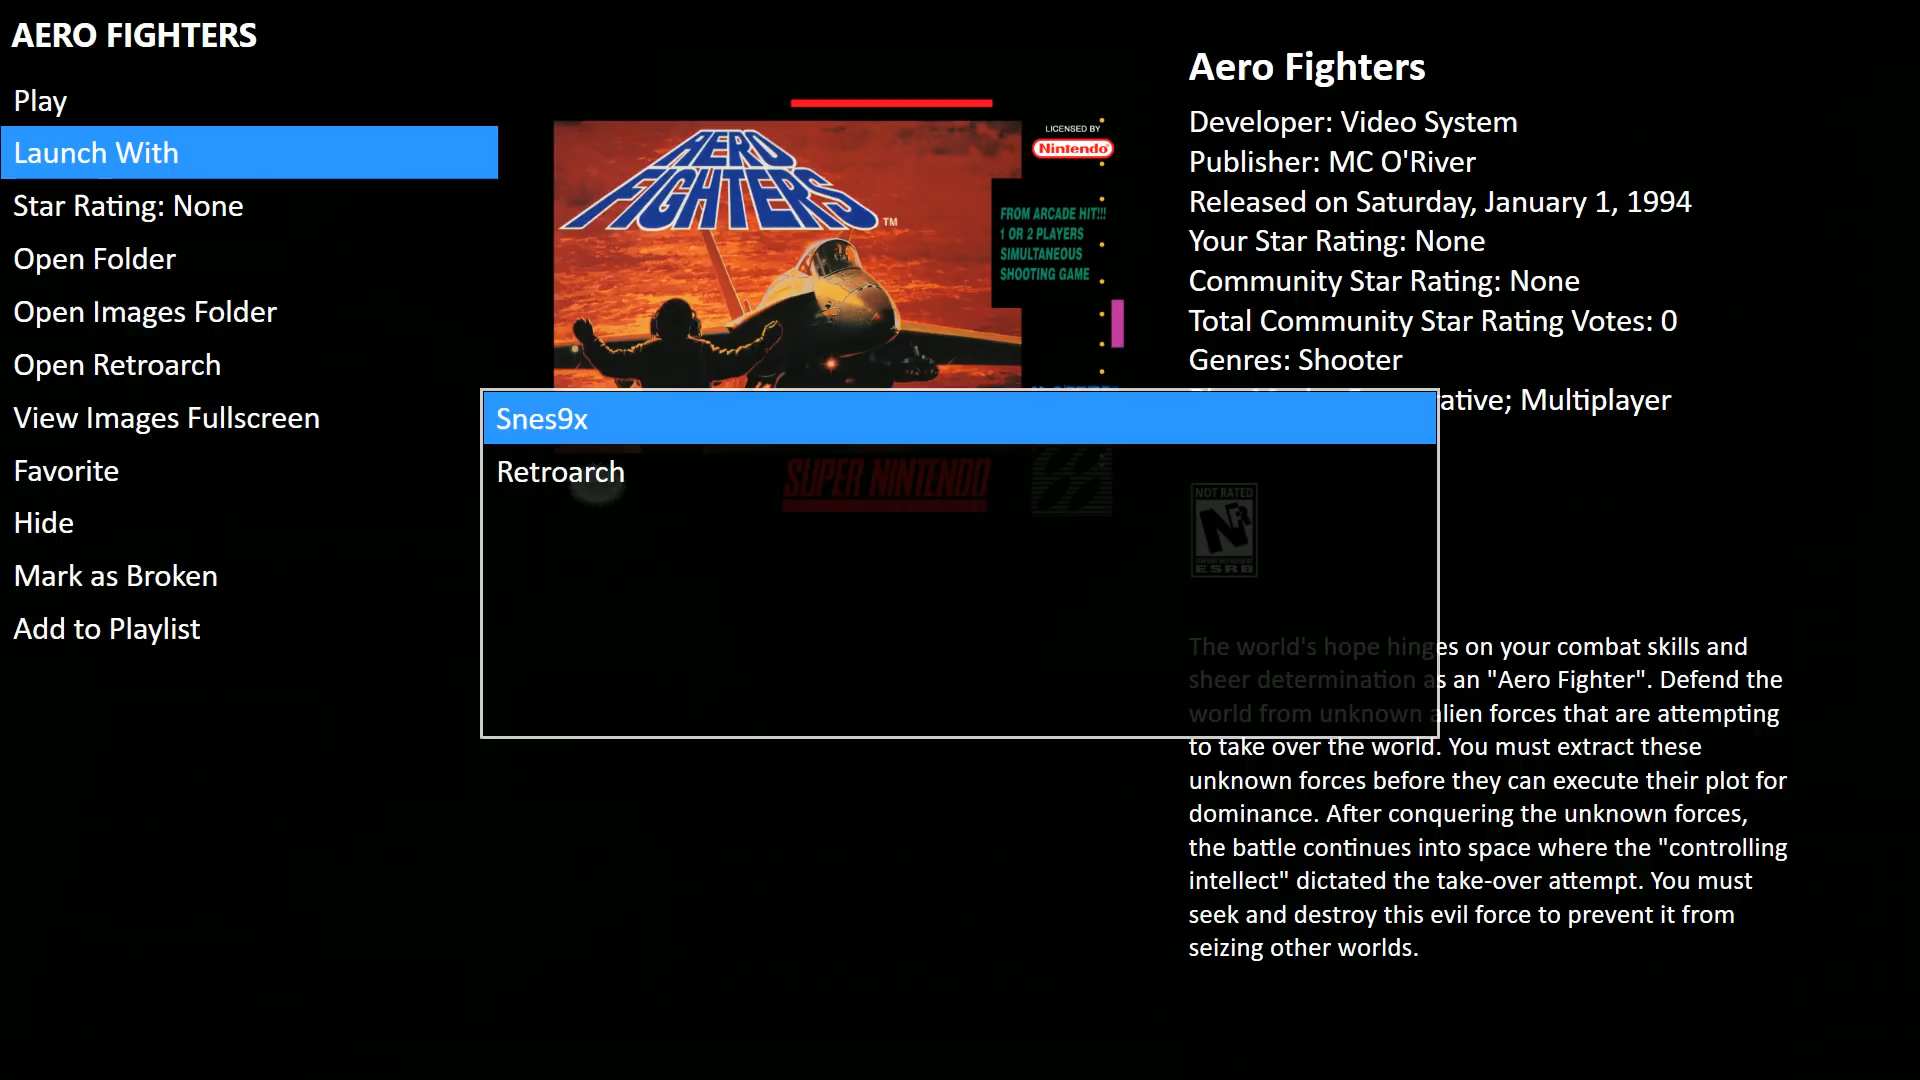 AERO FIGHTERS
Play
Launch With
Star Rating: None
Open Folder
Open Images Folder
Open Retroarch
View Images Fullscreen
Favorite
Hide
Mark as Broken
Add to Playlist
AERO
FIGHTERS TM
LICENSED BY
Nintendo
FROM ARCADE HIT!!!
1 OR 2 PLAYERS
SIMULTANEOUS
SHOOTING GAME
Snes9x
Retroarch
SUPER NINTENDO
Aero Fighters
Developer: Video System
Publisher: MC O'River
Released on Saturday, January 1, 1994
Your Star Rating: None
Community Star Rating: None
Total Community Star Rating Votes: 0
Genres: Shooter
ative; Multiplayer
NOT RATED
NR
ESRB
The world's hope hinges on your combat skills and
sheer determination as an "Aero Fighter". Defend the
world from unknown alien forces that are attempting
to take over the world. You must extract these
unknown forces before they can execute their plot for
dominance. After conquering the unknown forces,
the battle continues into space where the "controlling
intellect" dictated the take-over attempt. You must
seek and destroy this evil force to prevent it from
seizing other worlds.